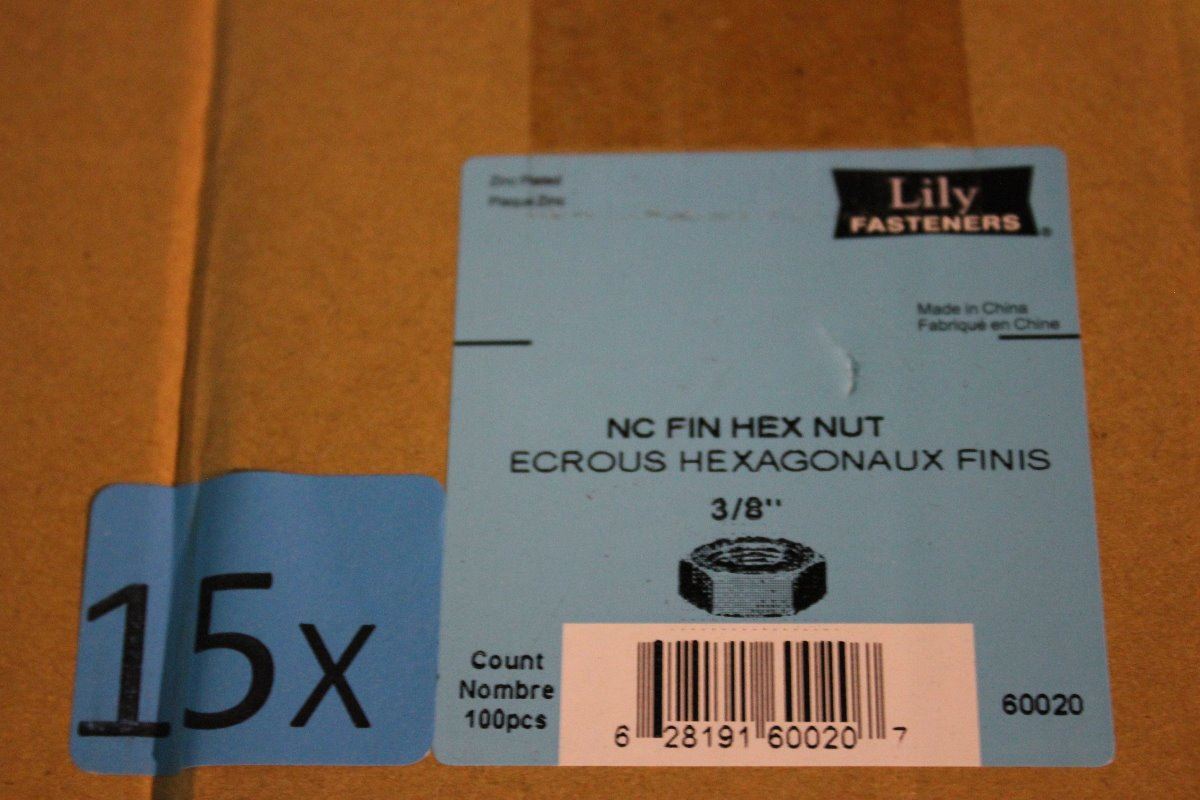 Zinc Plated
Plaqué Zinc
Lily
FASTENERS®
Made in China
Fabriqué en Chine
NC FIN HEX NUT
ECROUS HEXAGONAUX FINIS
3/8"
15x
Count
Nombre
100pcs
6 28191 60020 7
60020